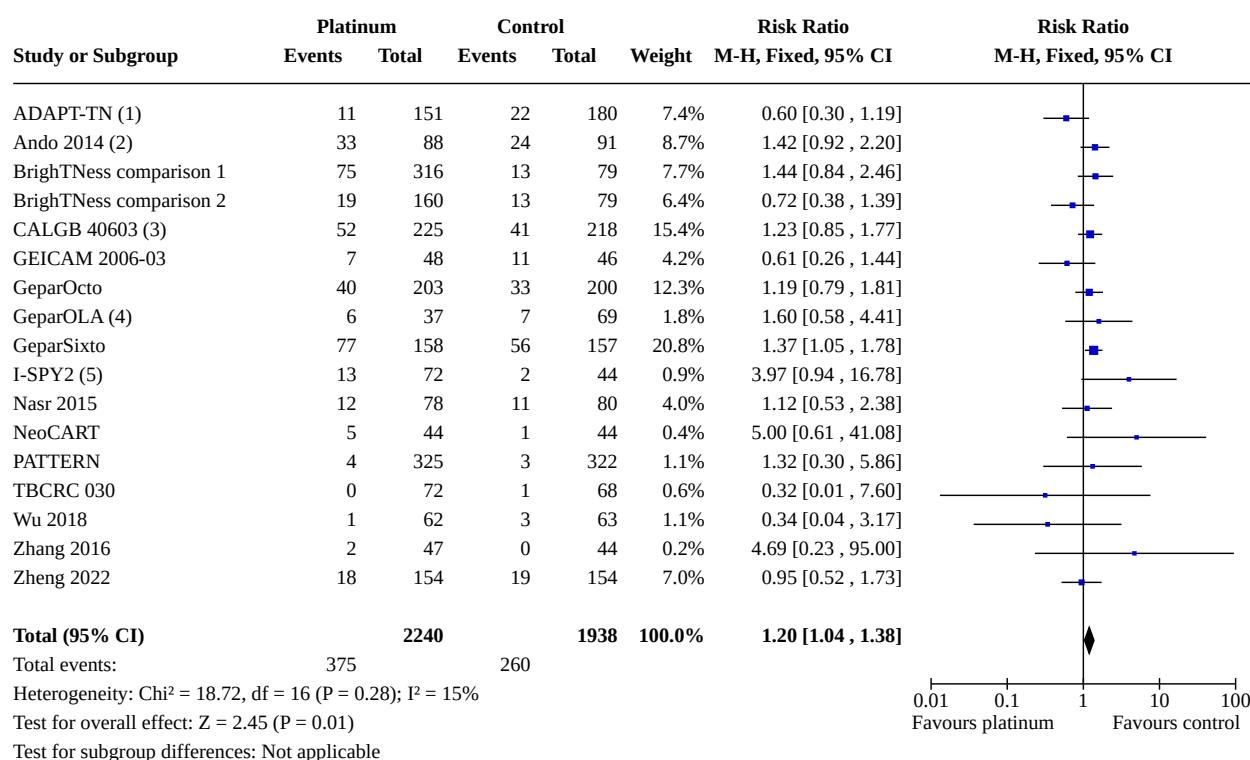 Platinum Control Risk Ratio Risk Ratio
Study or Subgroup Events Total Events Total Weight M-H, Fixed, 95% CI M-H, Fixed, 95% CI
ADAPT-TN (1) 11 151 22 180 7.4% 0.60 [0.30 , 1.19]
Ando 2014 (2) 33 88 24 91 8.7% 1.42 [0.92 , 2.20]
BrighTNess comparison 1 75 316 13 79 7.7% 1.44 [0.84 , 2.46]
BrighTNess comparison 2 19 160 13 79 6.4% 0.72 [0.38 , 1.39]
CALGB 40603 (3) 52 225 41 218 15.4% 1.23 [0.85 , 1.77]
GEICAM 2006-03 7 48 11 46 4.2% 0.61 [0.26 , 1.44]
GeparOcto 40 203 33 200 12.3% 1.19 [0.79 , 1.81]
GeparOLA (4) 6 37 7 69 1.8% 1.60 [0.58 , 4.41]
GeparSixto 77 158 56 157 20.8% 1.37 [1.05 , 1.78]
I-SPY2 (5) 13 72 2 44 0.9% 3.97 [0.94 , 16.78]
Nasr 2015 12 78 11 80 4.0% 1.12 [0.53 , 2.38]
NeoCART 5 44 1 44 0.4% 5.00 [0.61 , 41.08]
PATTERN 4 325 3 322 1.1% 1.32 [0.30 , 5.86]
TBCRC 030 0 72 1 68 0.6% 0.32 [0.01 , 7.60]
Wu 2018 1 62 3 63 1.1% 0.34 [0.04 , 3.17]
Zhang 2016 2 47 0 44 0.2% 4.69 [0.23 , 95.00]
Zheng 2022 18 154 19 154 7.0% 0.95 [0.52 , 1.73]
Total (95% CI) 2240 1938 100.0% 1.20 [1.04 , 1.38]
Total events: 375 260
Heterogeneity: Chi² = 18.72, df = 16 (P = 0.28); I² = 15%
0.01 0.1 1 10 100
Test for overall effect: Z = 2.45 (P = 0.01) Favours platinum Favours control
Test for subgroup differences: Not applicable